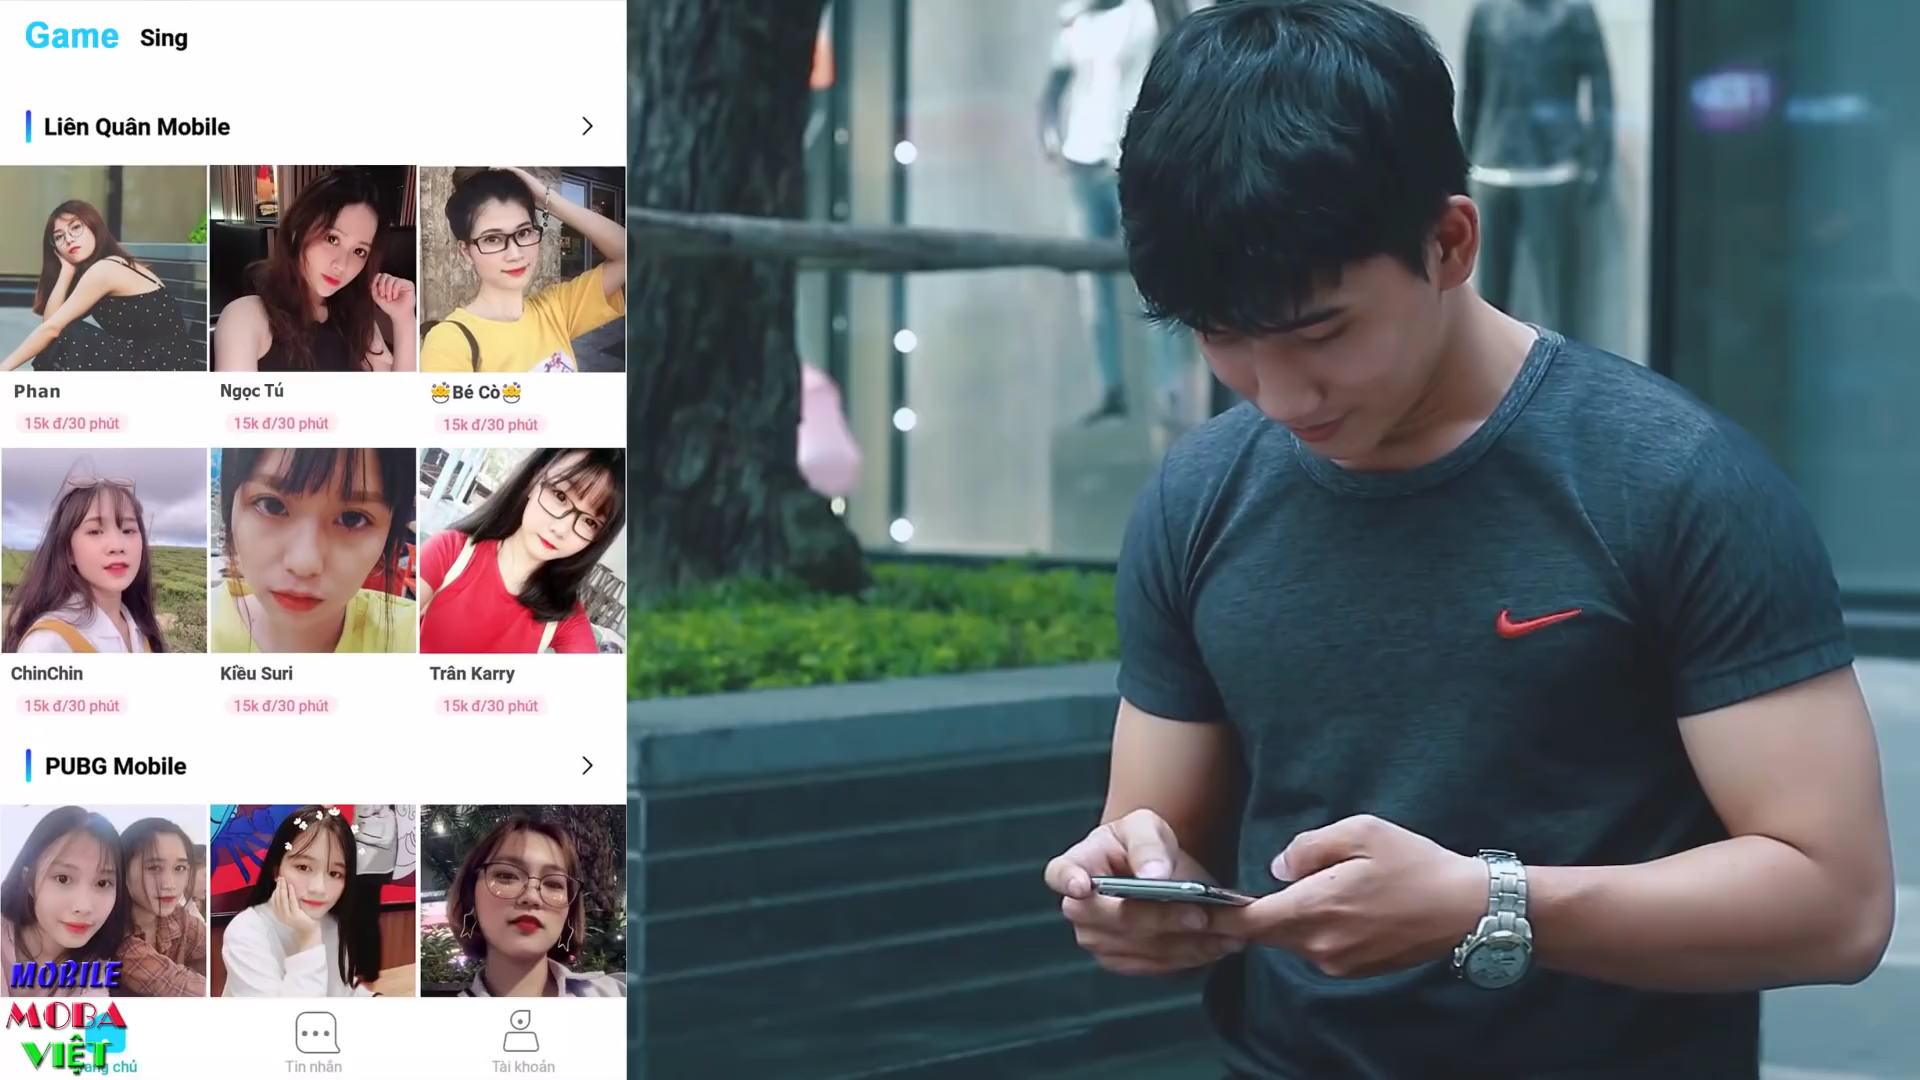 Game Sing
Liên Quân Mobile
Phan
Ngọc Tú
🐣Bé Cò🐣
15k đ/30 phút
15k đ/30 phút
15k đ/30 phút
ChinChin
Kiều Suri
Trân Karry
15k đ/30 phút
15k đ/30 phút
15k đ/30 phút
PUBG Mobile
MOBILE
MOBA
VIỆT
Tin nhắn
Tài khoản
chủ